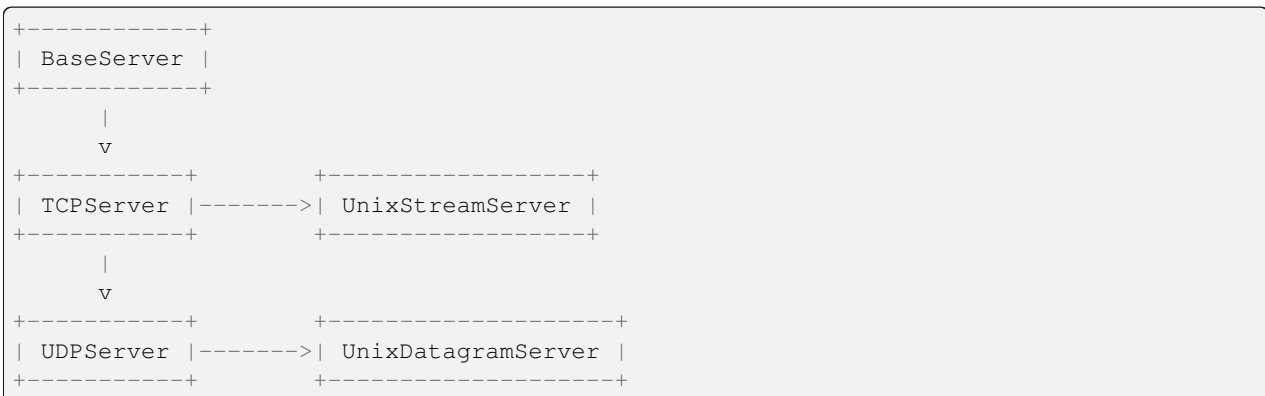 +------------+
| BaseServer |
+------------+
      |
      v
+-----------+        +------------------+
| TCPServer |------->| UnixStreamServer |
+-----------+        +------------------+
      |
      v
+-----------+        +--------------------+
| UDPServer |------->| UnixDatagramServer |
+-----------+        +--------------------+